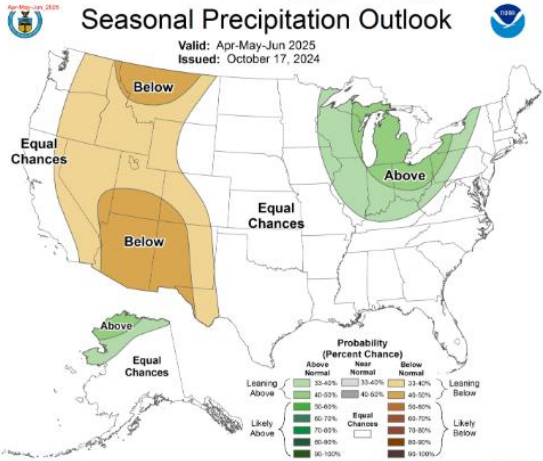 Apr-May-Jun, 2025
Seasonal Precipitation Outlook
Valid: Apr-May-Jun 2025
Issued: October 17, 2024
Below
Equal
Chances
Above
Equal
Chances
Below
Above
Equal
Chances
Probability
(Percent Chance)
Above
Normal
Near
Normal
Below
Normal
Leaning
Above
33-40%
40-50%
33-40%
40-50%
33-40%
40-50%
Leaning
Below
Likely
Above
50-60%
60-70%
70-80%
80-90%
90-100%
Equal
Chances
50-60%
60-70%
70-80%
80-90%
90-100%
Likely
Below